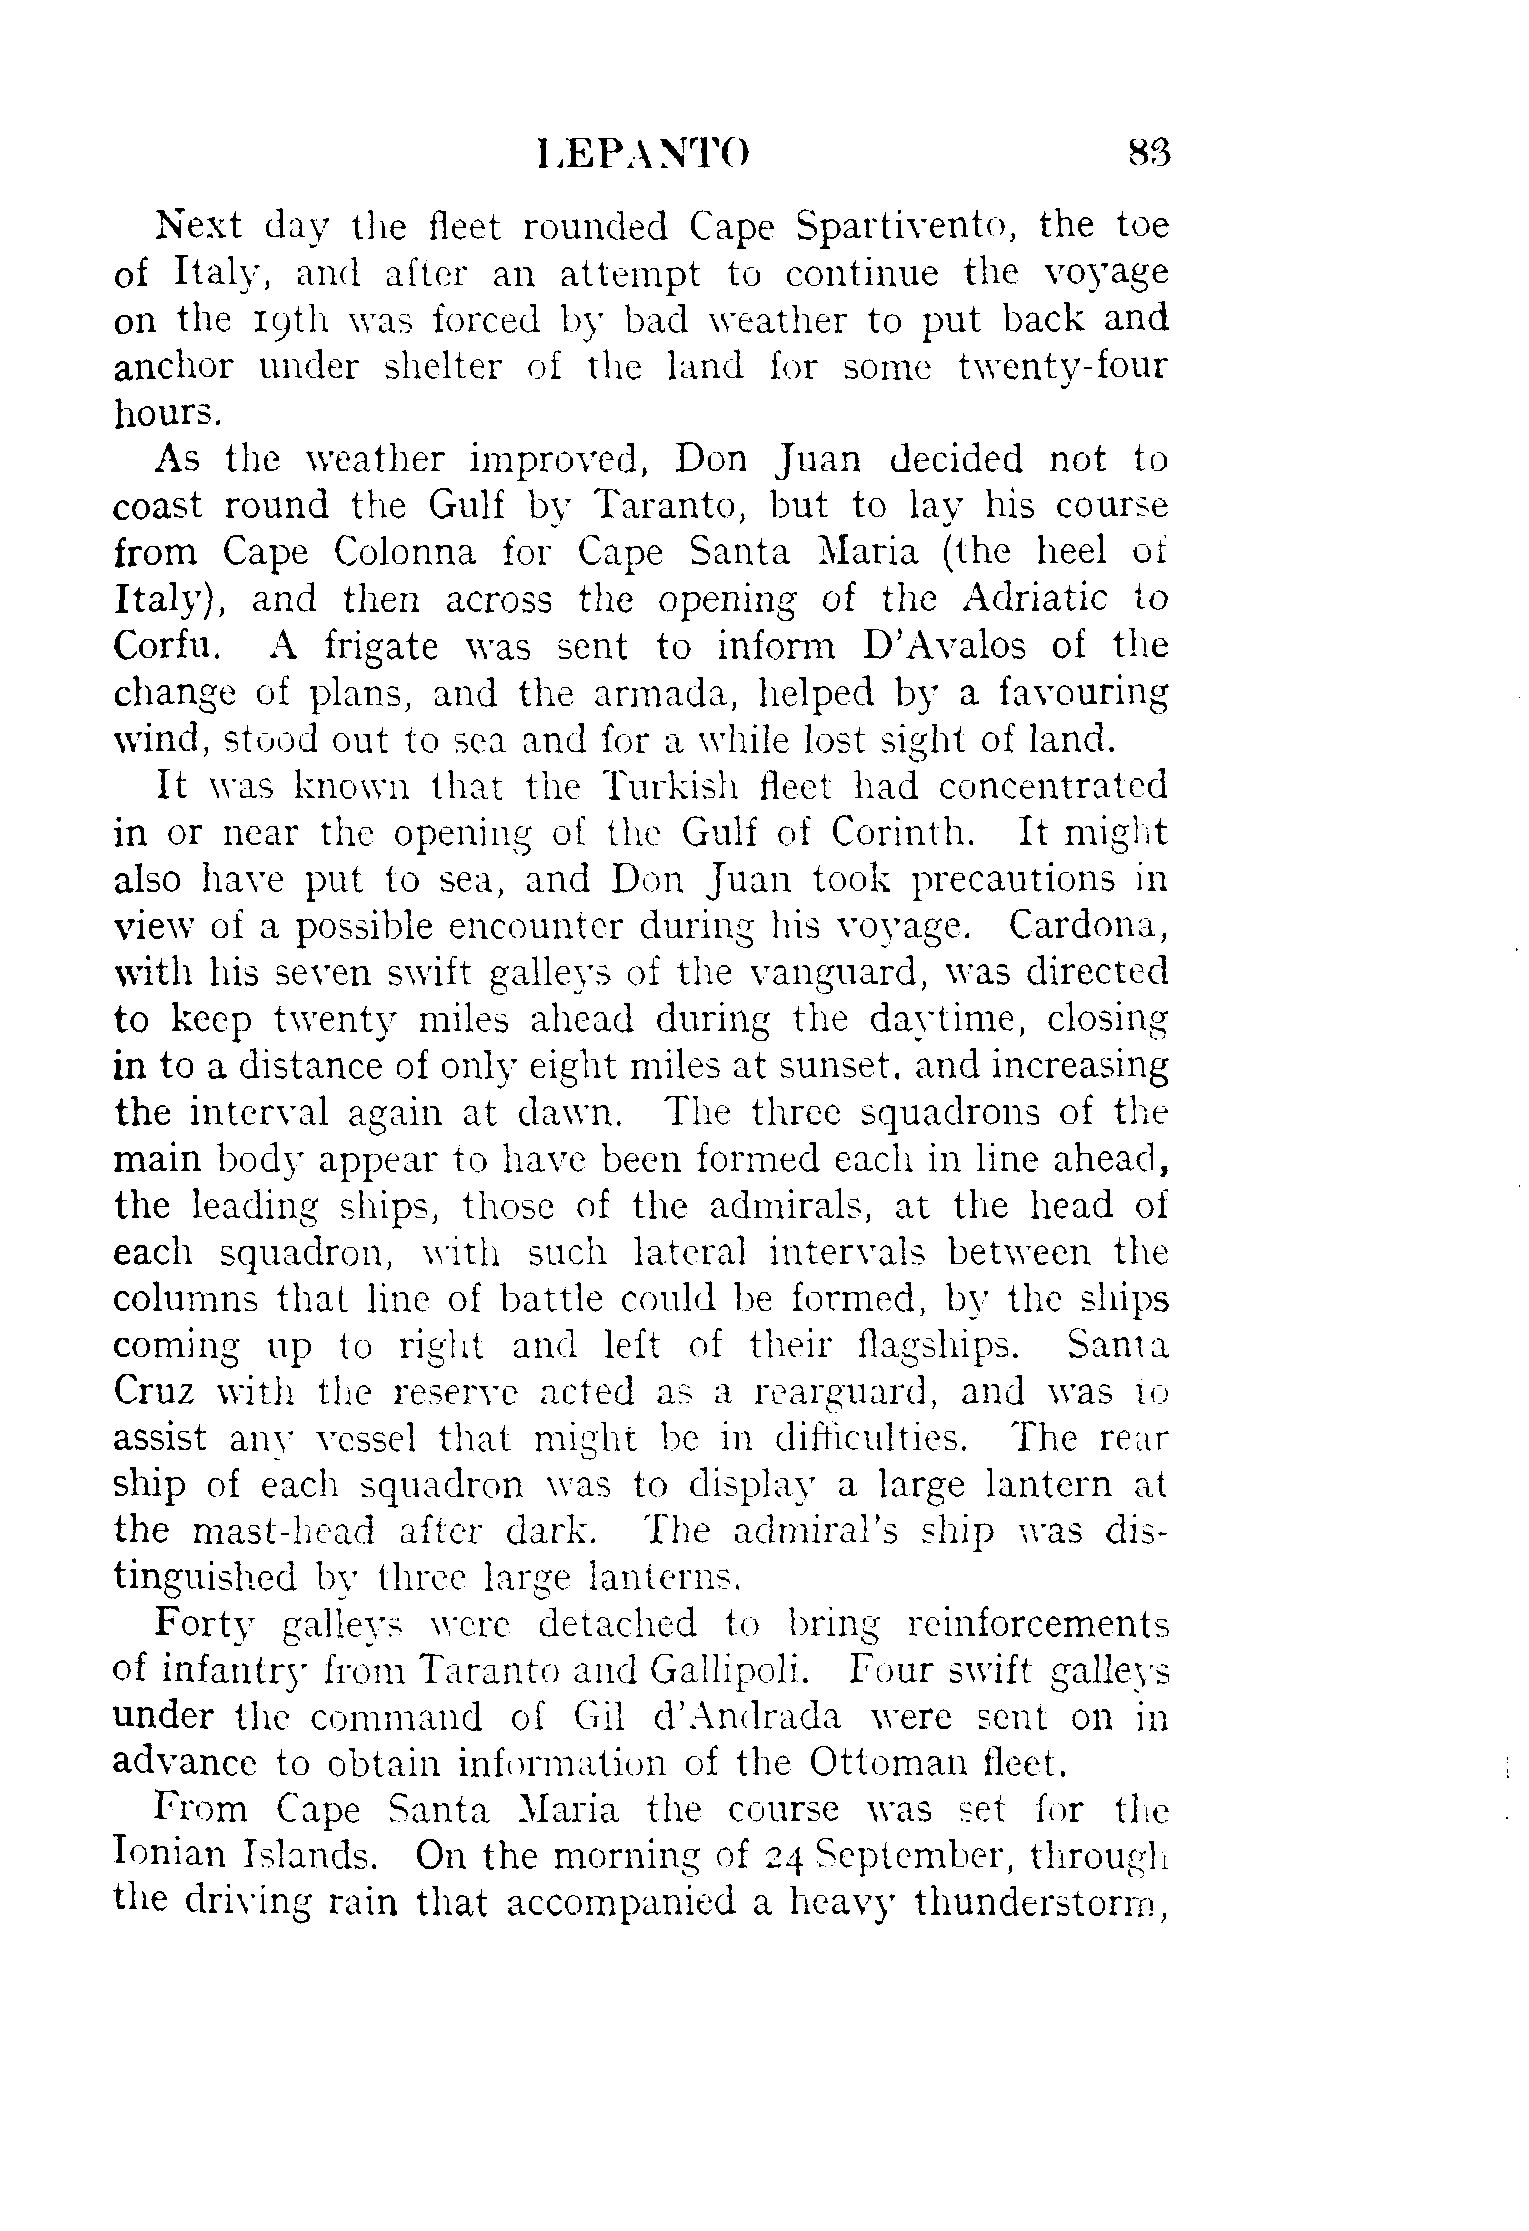 LEPANTO 83
Next day the fleet rounded Cape Spartivento, the toe
of Italy, and after an attempt to continue the voyage
on the 19th was forced by bad weather to put back and
anchor under shelter of the land for some twenty-four
hours.
As the weather improved, Don Juan decided not to
coast round the Gulf by Taranto, but to lay his course
from Cape Colonna for Cape Santa Maria (the heel of
Italy), and then across the opening of the Adriatic to
Corfu. A frigate was sent to inform D'Avalos of the
change of plans, and the armada, helped by a favouring
wind, stood out to sea and for a while lost sight of land.
It was known that the Turkish fleet had concentrated
in or near the opening of the Gulf of Corinth. It might
also have put to sea, and Don Juan took precautions in
view of a possible encounter during his voyage. Cardona,
with his seven swift galleys of the vanguard, was directed
to keep twenty miles ahead during the daytime, closing
in to a distance of only eight miles at sunset, and increasing
the interval again at dawn. The three squadrons of the
main body appear to have been formed each in line ahead,
the leading ships, those of the admirals, at the head of
each squadron, with such lateral intervals between the
columns that line of battle could be formed, by the ships
coming up to right and left of their flagships. Santa
Cruz with the reserve acted as a rearguard, and was to
assist any vessel that might be in difficulties. The rear
ship of each squadron was to display a large lantern at
the mast-head after dark. The admiral's ship was dis-
tinguished by three large lanterns.
Forty galleys were detached to bring reinforcements
of infantry from Taranto and Gallipoli. Four swift galleys
under the command of Gil d'Andrada were sent on in
advance to obtain information of the Ottoman fleet.
From Cape Santa Maria the course was set for the
Ionian Islands. On the morning of 24 September, through
the driving rain that accompanied a heavy thunderstorm,